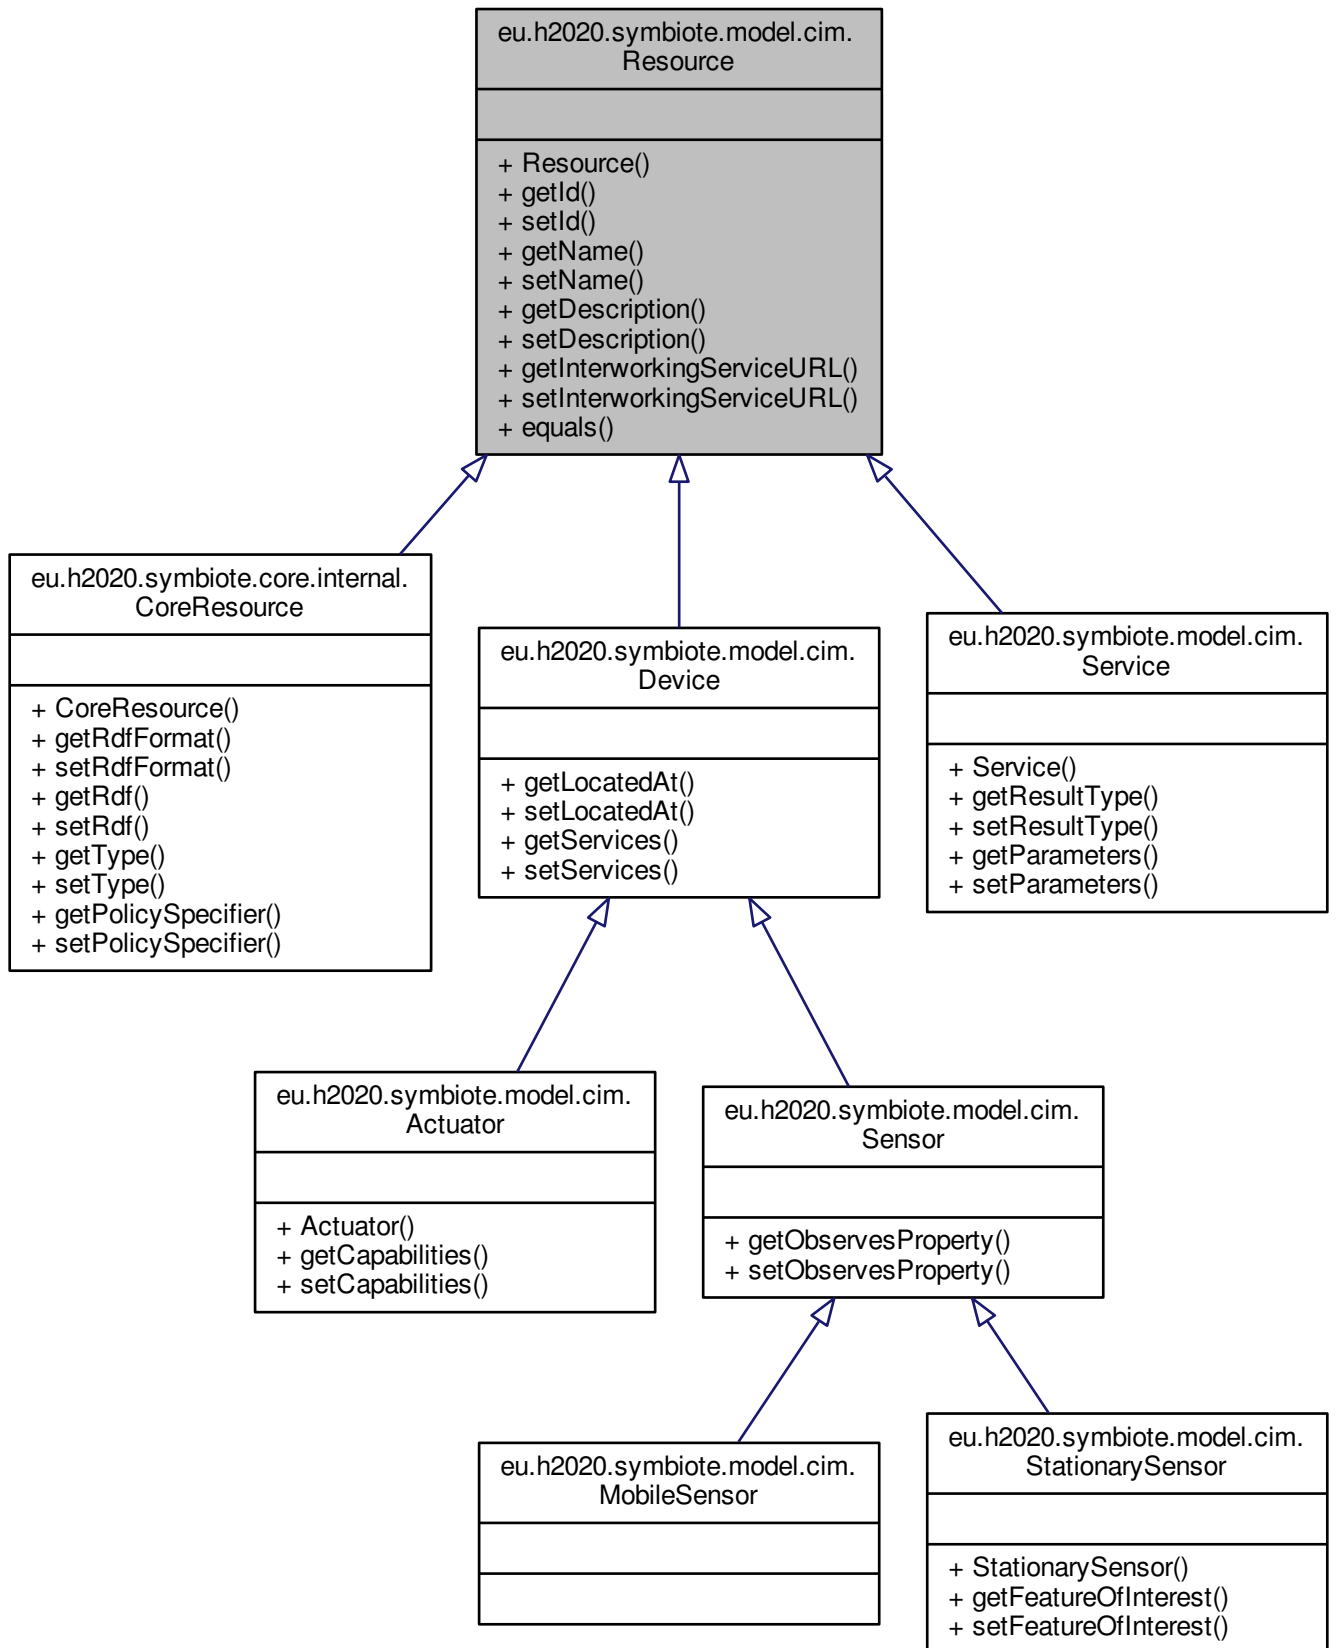 eu.h2020.symbiote.model.cim.
Resource
+ Resource()
+ getId()
+ setId()
+ getName()
+ setName()
+ getDescription()
+ setDescription()
+ getInterworkingServiceURL()
+ setInterworkingServiceURL()
+ equals()
eu.h2020.symbiote.core.internal.
CoreResource
+ CoreResource()
+ getRdfFormat()
+ setRdfFormat()
+ getRdf()
+ setRdf()
+ getType()
+ setType()
+ getPolicySpecifier()
+ setPolicySpecifier()
eu.h2020.symbiote.model.cim.
Device
+ getLocatedAt()
+ setLocatedAt()
+ getServices()
+ setServices()
eu.h2020.symbiote.model.cim.
Service
+ Service()
+ getResultType()
+ setResultType()
+ getParameters()
+ setParameters()
eu.h2020.symbiote.model.cim.
Actuator
+ Actuator()
+ getCapabilities()
+ setCapabilities()
eu.h2020.symbiote.model.cim.
Sensor
+ getObservesProperty()
+ setObservesProperty()
eu.h2020.symbiote.model.cim.
MobileSensor
eu.h2020.symbiote.model.cim.
StationarySensor
+ StationarySensor()
+ getFeatureOfInterest()
+ setFeatureOfInterest()